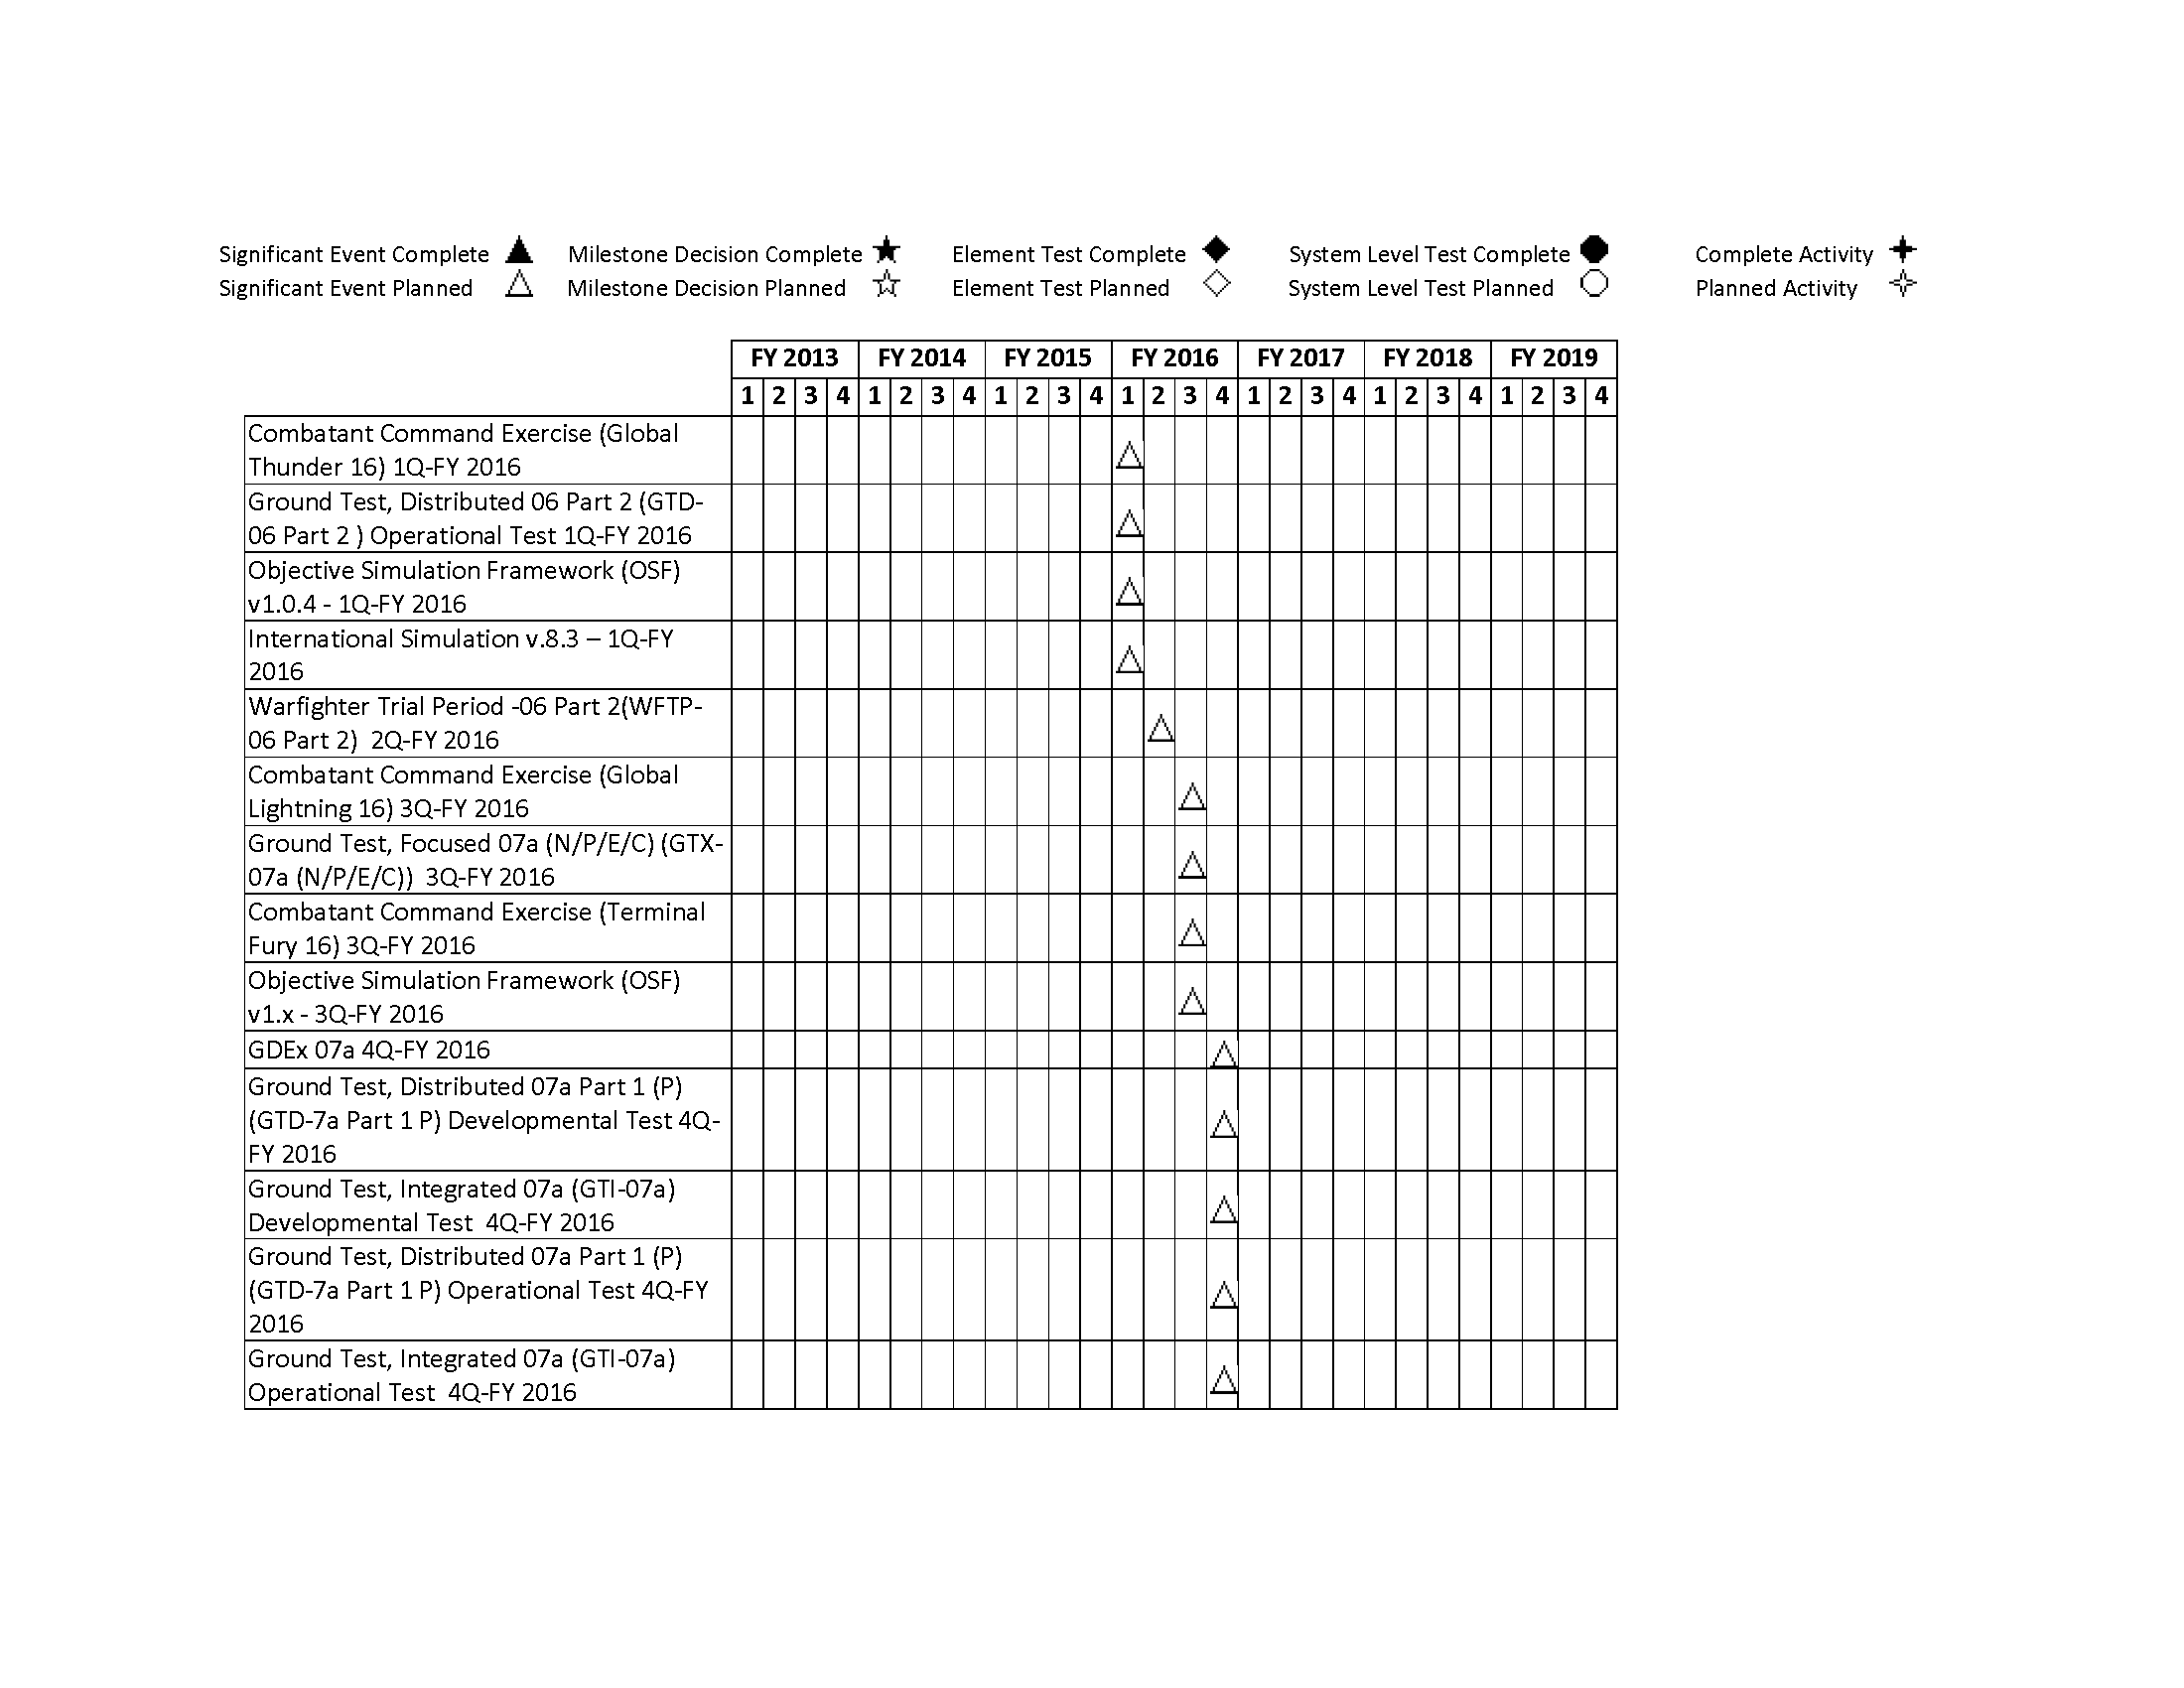 Significant Event Complete Milestone Decision Complete Element Test Complete System Level Test Complete Complete Activity
Significant Event Planned Milestone Decision Planned Element Test Planned System Level Test Planned Planned Activity
FY 2013 FY 2014 FY 2015 FY 2016 FY 2017 FY 2018 FY 2019
1 2 3 4 1 2 3 4 1 2 3 4 1 2 3 4 1 2 3 4 1 2 3 4 1 2 3 4
Combatant Command Exercise (Global
Thunder 16) 1Q-FY 2016
Ground Test, Distributed 06 Part 2 (GTD-
06 Part 2 ) Operational Test 1Q-FY 2016
Objective Simulation Framework (OSF)
v1.0.4 - 1Q-FY 2016
International Simulation v.8.3 – 1Q-FY
2016
Warfighter Trial Period -06 Part 2(WFTP-
06 Part 2) 2Q-FY 2016
Combatant Command Exercise (Global
Lightning 16) 3Q-FY 2016
Ground Test, Focused 07a (N/P/E/C) (GTX-
07a (N/P/E/C)) 3Q-FY 2016
Combatant Command Exercise (Terminal
Fury 16) 3Q-FY 2016
Objective Simulation Framework (OSF)
v1.x - 3Q-FY 2016
GDEx 07a 4Q-FY 2016
Ground Test, Distributed 07a Part 1 (P)
(GTD-7a Part 1 P) Developmental Test 4Q-
FY 2016
Ground Test, Integrated 07a (GTI-07a)
Developmental Test 4Q-FY 2016
Ground Test, Distributed 07a Part 1 (P)
(GTD-7a Part 1 P) Operational Test 4Q-FY
2016
Ground Test, Integrated 07a (GTI-07a)
Operational Test 4Q-FY 2016